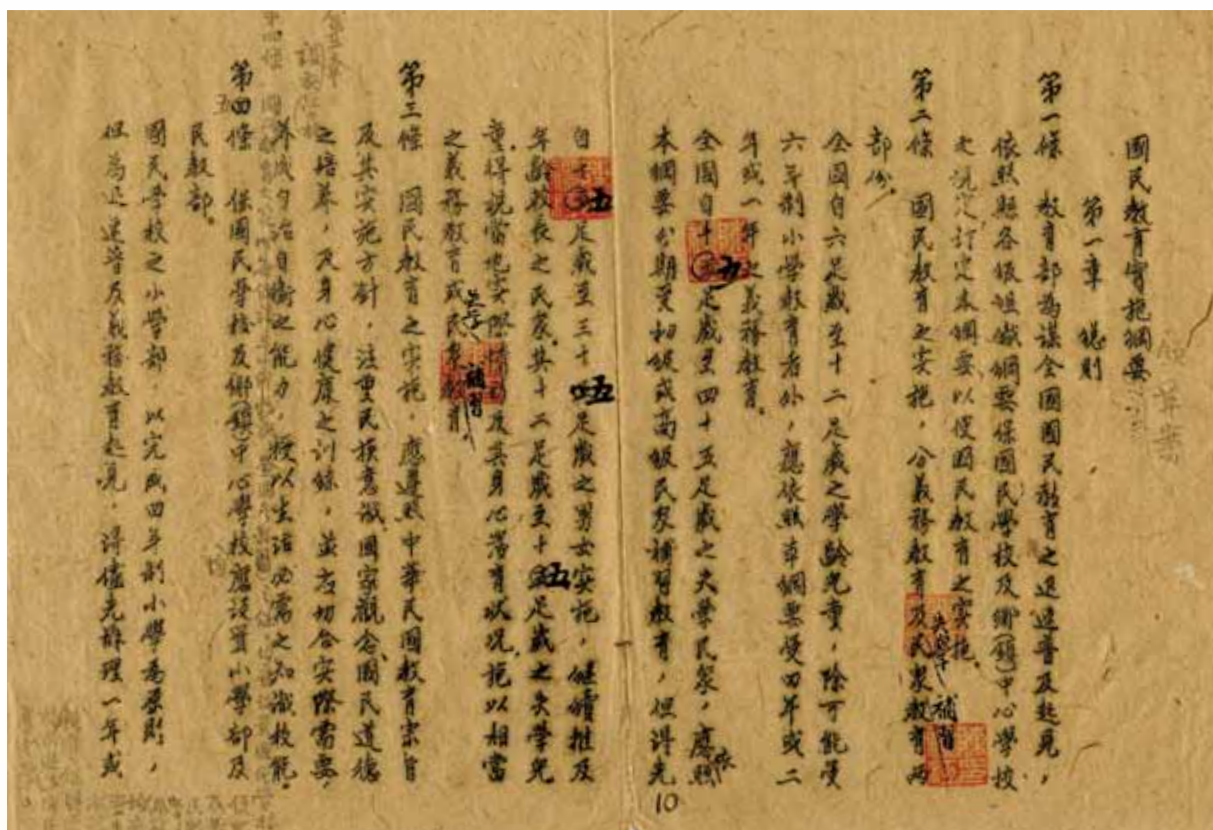 國民教育實施綱要
第一章 總則
第一條 教育部為謀全國國民教育之迅速普及起見，
依照縣各級組織綱要保國民學校及鄉(鎮)中心學校
之規定訂定本綱要以便國民教育之實施。
第二條 國民教育之實施，分義務教育及失學民眾補習教育兩
部份。
全國自六足歲至十二足歲之學齡兒童，除可能受
六年制小學教育者外，應依照本綱要受四年或二
年或一年之義務教育。
全國自十五足歲至四十五足歲之失學民眾，應依照
本綱要分期受初級或高級民眾補習教育，但得先
自十五足歲至三十五足歲之男女實施，繼續推及
年齡較長之民眾。其十二足歲至十五足歲之失學兒
童，得視當地實際情形及其身心發育狀況，施以相當
之義務教育或失學民眾補習教育。
第三條 國民教育之實施，應遵照中華民國教育宗旨
及其實施方針，注重民族意識，國家觀念，國民道德
之培養，及身心健康之訓練，並應切合實際需要，
養成自治自衛之能力，授以生活必需之知識技能。
第四條 保國民學校及鄉(鎮)中心學校應設置小學部及
五
民教部。
國民學校之小學部，以完成四年制小學為原則，
但為迅速普及義務教育起見，得儘先辦理一年或
10
草案